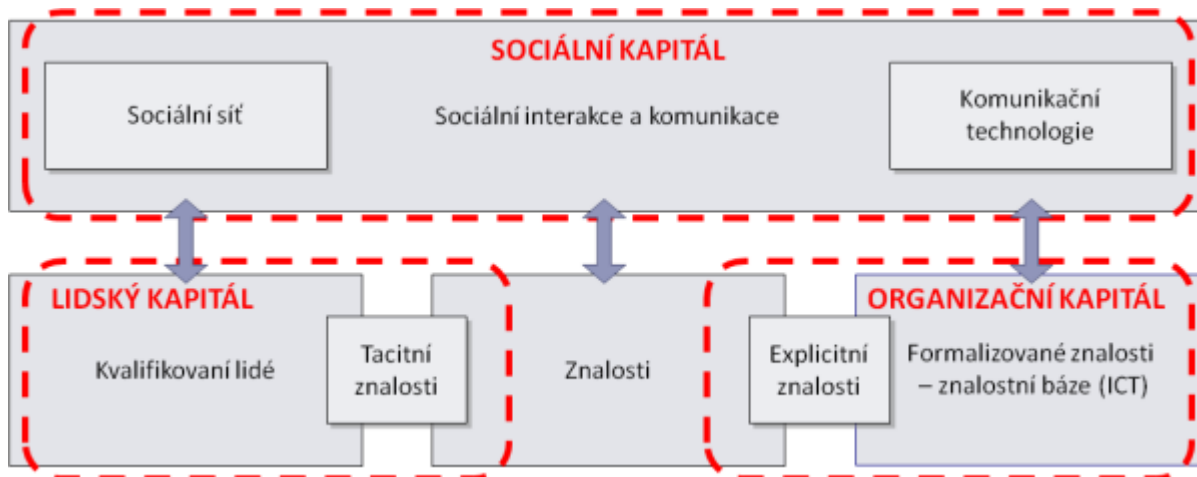 SOCIÁLNÍ KAPITÁL
Sociální síť
Sociální interakce a komunikace
Komunikační
technologie
LIDSKÝ KAPITÁL
Kvalifikovaní lidé
Tacitní
znalosti
Znalosti
Explicitní
znalosti
ORGANIZAČNÍ KAPITÁL
Formalizované znalosti
– znalostní báze (ICT)